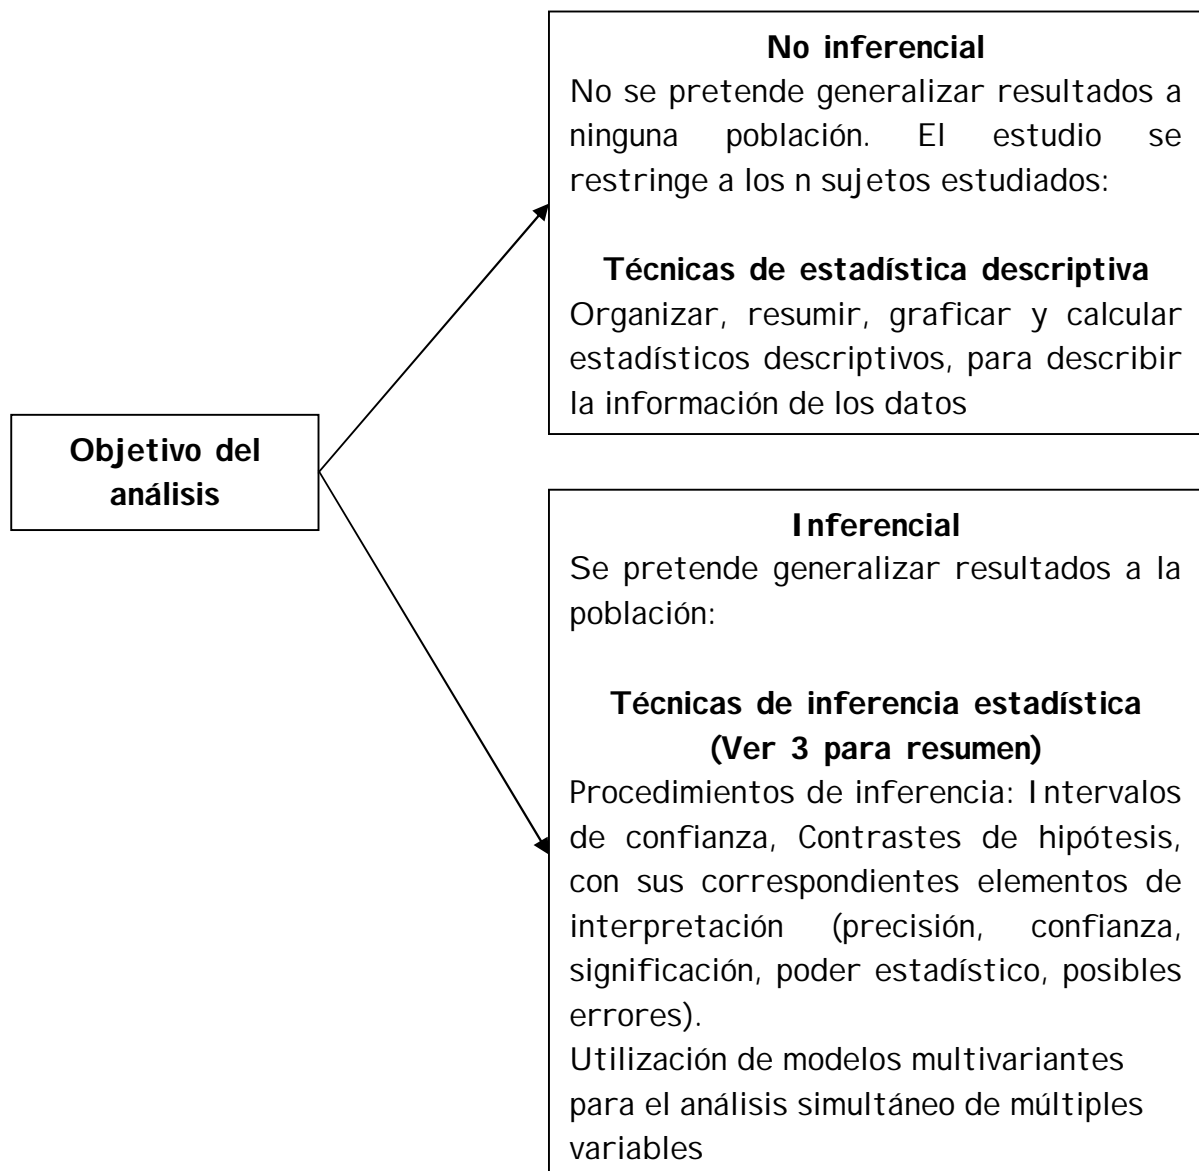 No inferencial
No se pretende generalizar resultados a
ninguna población. El estudio se
restringe a los n sujetos estudiados:
Técnicas de estadística descriptiva
Organizar, resumir, graficar y calcular
estadísticos descriptivos, para describir
la información de los datos
Objetivo del
análisis
Inferencial
Se pretende generalizar resultados a la
población:
Técnicas de inferencia estadística
(Ver 3 para resumen)
Procedimientos de inferencia: Intervalos
de confianza, Contrastes de hipótesis,
con sus correspondientes elementos de
interpretación (precisión, confianza,
significación, poder estadístico, posibles
errores).
Utilización de modelos multivariantes
para el análisis simultáneo de múltiples
variables